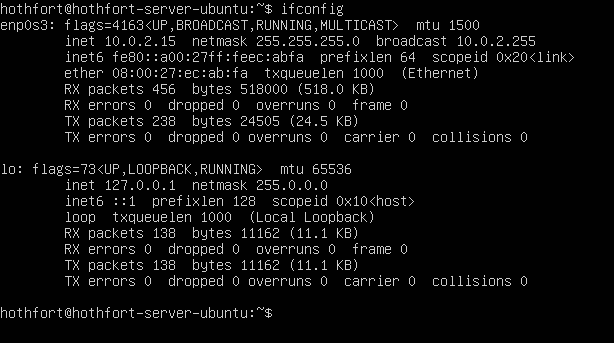 hothfort@hothfort-server-ubuntu:~$ ifconfig
enp0s3: flags=4163<UP,BROADCAST,RUNNING,MULTICAST>  mtu 1500
        inet 10.0.2.15  netmask 255.255.255.0  broadcast 10.0.2.255
        inet6 fe80::a00:27ff:feec:abfa  prefixlen 64  scopeid 0x20<link>
        ether 08:00:27:ec:ab:fa  txqueuelen 1000  (Ethernet)
        RX packets 456  bytes 518000 (518.0 KB)
        RX errors 0  dropped 0  overruns 0  frame 0
        TX packets 238  bytes 24505 (24.5 KB)
        TX errors 0  dropped 0 overruns 0  carrier 0  collisions 0

lo: flags=73<UP,LOOPBACK,RUNNING>  mtu 65536
        inet 127.0.0.1  netmask 255.0.0.0
        inet6 ::1  prefixlen 128  scopeid 0x10<host>
        loop  txqueuelen 1000  (Local Loopback)
        RX packets 138  bytes 11162 (11.1 KB)
        RX errors 0  dropped 0  overruns 0  frame 0
        TX packets 138  bytes 11162 (11.1 KB)
        TX errors 0  dropped 0 overruns 0  carrier 0  collisions 0

hothfort@hothfort-server-ubuntu:~$